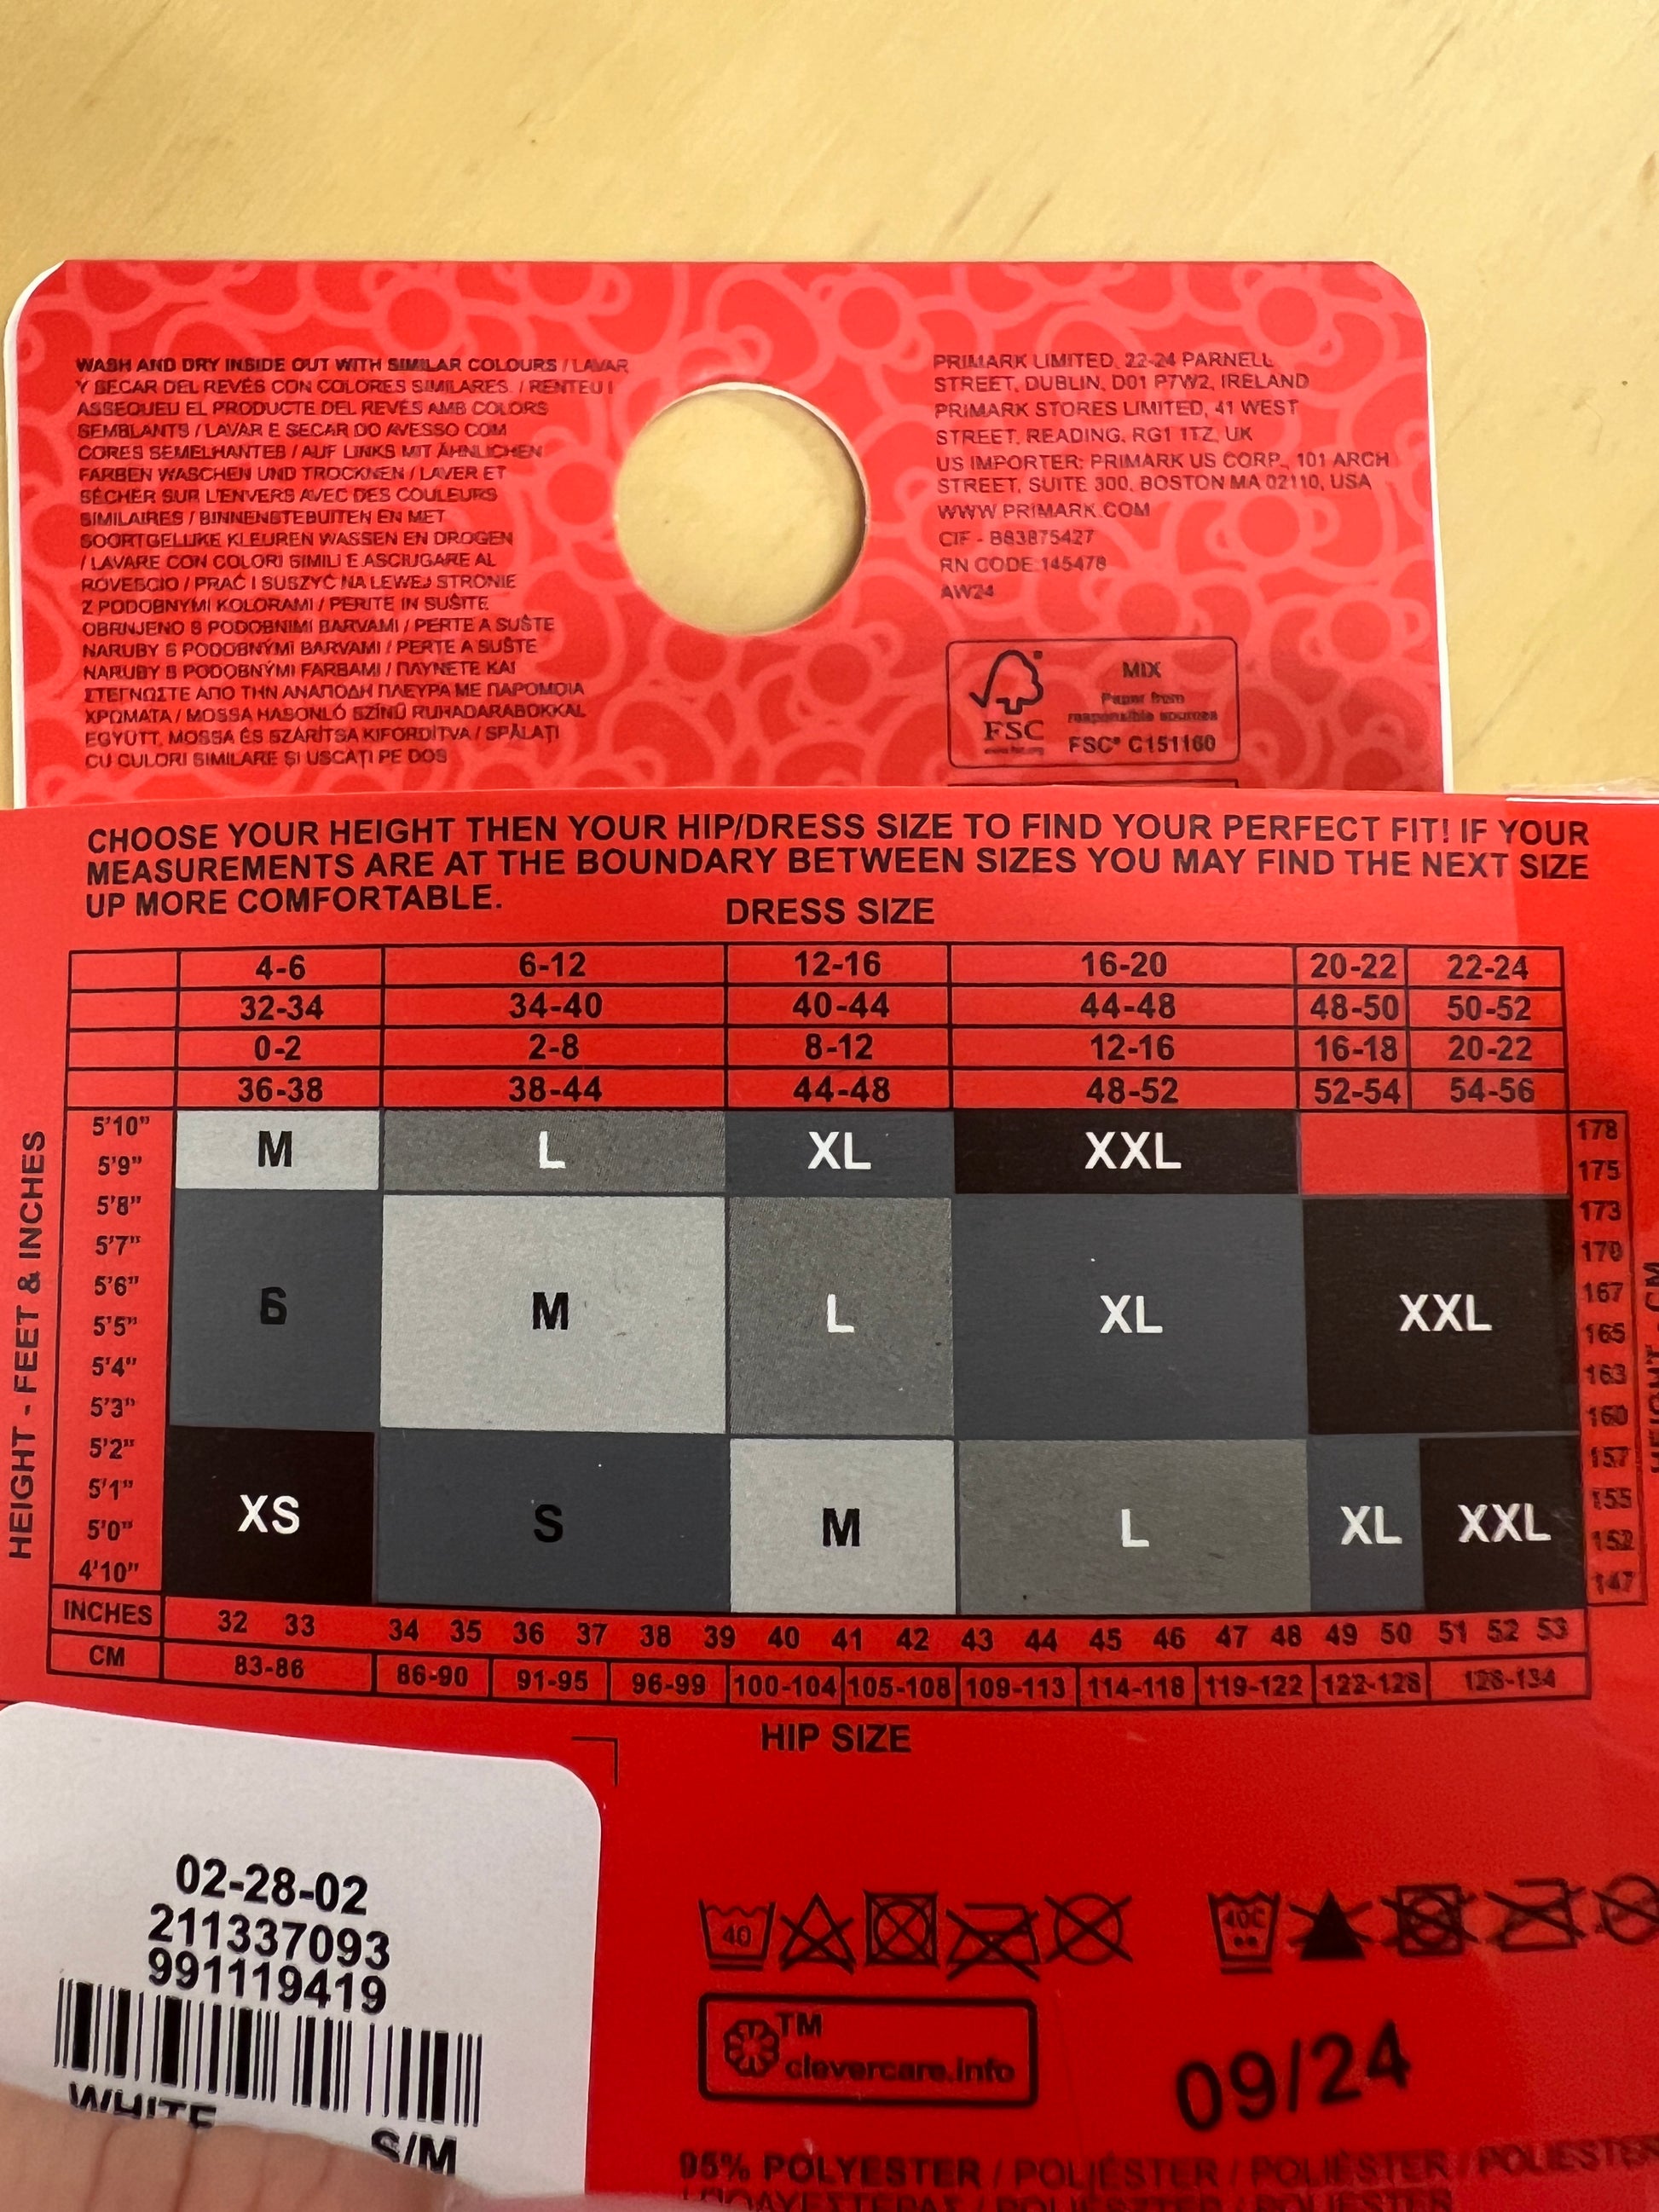 WASH AND DRY INSIDE OUT WITH SIMILAR COLOURS / LAVAR
Y SECAR DEL REVÉS CON COLORES SIMILARES. / RENTEU I
ASSEQUEU EL PRODUCTE DEL REVÉS AMB COLORS
SEMBLANTS / LAVAR E SECAR DO AVESSO COM
CORES SEMELHANTES / AUF LINKS MIT ÄHNLICHEN
FARBEN WASCHEN UND TROCKNEN / LAVER ET
SÉCHER SUR L'ENVERS AVEC DES COULEURS
SIMILAIRES / BINNENSTEBUITEN EN MET
SOORTGELIJKE KLEUREN WASSEN EN DROGEN
/ LAVARE CON COLORI SIMILI E ASCIUGARE AL
ROVESCIO / PRAĆ I SUSZYĆ NA LEWEJ STRONIE
Z PODOBNYMI KOLORAMI / PERITE IN SUŠITE
OBRNJENO S PODOBNIMI BARVAMI / PERTE A SUŠTE
NARUBY S PODOBNÝMI BARVAMI / PERTE A SUŠTE
NARUBY S PODOBNÝMI FARBAMI / ΠΛΥΝΕΤΕ ΚΑΙ
ΣΤΕΓΝΩΣΤΕ ΑΠΟ ΤΗΝ ΑΝΑΠΟΔΗ ΠΛΕΥΡΑ ΜΕ ΠΑΡΟΜΟΙΑ
ΧΡΩΜΑΤΑ / MOSSA HASONLÓ SZÍNŰ RUHADARABOKKAL
EGYÜTT, MOSSA ÉS SZÁRÍTSA KIFORDÍTVA / SPĂLAȚI
CU CULORI SIMILARE ȘI USCAȚI PE DOS
PRIMARK LIMITED, 22-24 PARNELL
STREET, DUBLIN, D01 P7W2, IRELAND
PRIMARK STORES LIMITED, 41 WEST
STREET, READING, RG1 1TZ, UK
US IMPORTER: PRIMARK US CORP., 101 ARCH
STREET, SUITE 300, BOSTON MA 02110, USA
WWW.PRIMARK.COM
CIF - B83875427
RN CODE 145478
AW24
FSC
MIX
Paper from
responsible sources
FSC® C151160
CHOOSE YOUR HEIGHT THEN YOUR HIP/DRESS SIZE TO FIND YOUR PERFECT FIT! IF YOUR
MEASUREMENTS ARE AT THE BOUNDARY BETWEEN SIZES YOU MAY FIND THE NEXT SIZE
UP MORE COMFORTABLE.
DRESS SIZE
4-6 6-12 12-16 16-20 20-22 22-24
32-34 34-40 40-44 44-48 48-50 50-52
0-2 2-8 8-12 12-16 16-18 20-22
36-38 38-44 44-48 48-52 52-54 54-56
HEIGHT - FEET & INCHES
5'10" 178
M L XL XXL
5'9" 175
5'8" 173
5'7" 170
5'6" 167
S M L XL XXL
5'5" 165
5'4" 163
5'3" 160
5'2" 157
5'1" 155
XS S M L XL XXL
5'0" 152
4'10" 147
INCHES 32 33 34 35 36 37 38 39 40 41 42 43 44 45 46 47 48 49 50 51 52 53
CM 83-86 86-90 91-95 96-99 100-104 105-108 109-113 114-118 119-122 122-128 128-134
HIP SIZE
02-28-02
211337093
991119419
WHITE
S/M
40
40C
TM
clevercare.info
09/24
95% POLYESTER / POLIÉSTER / POLIÈSTER / POLIESTER